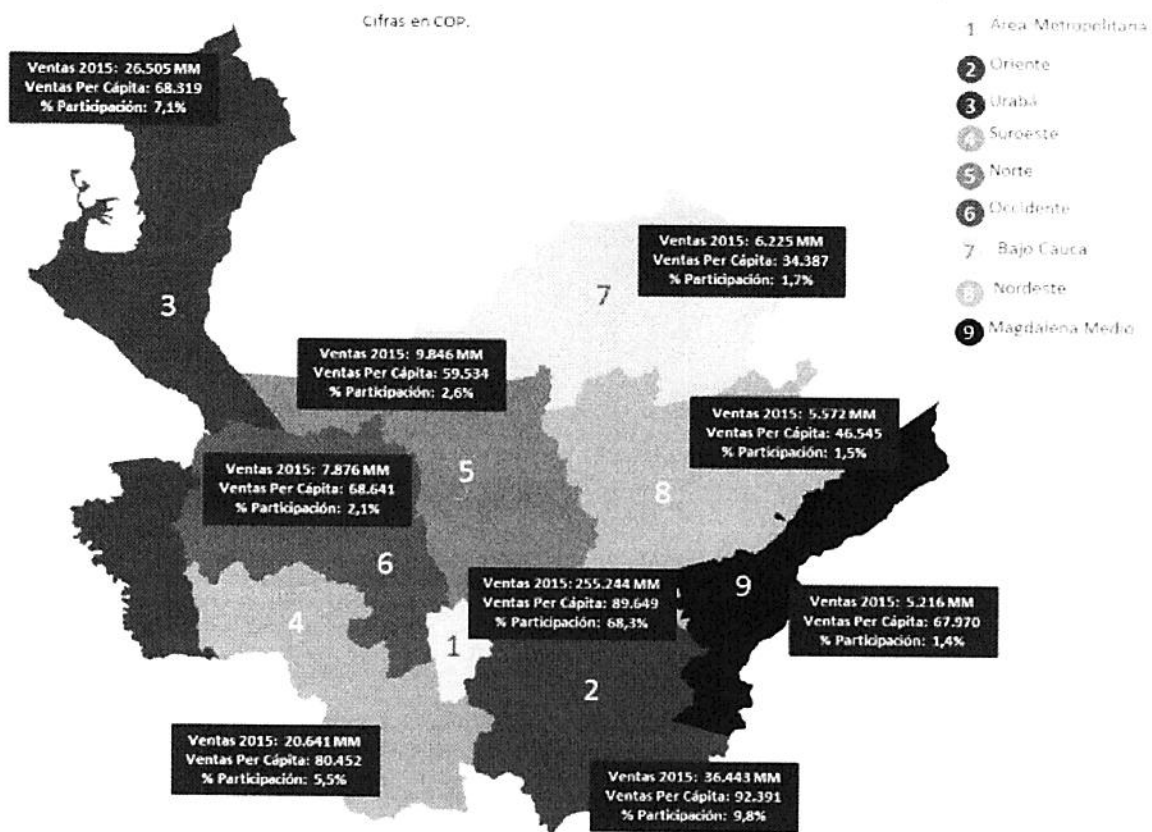 Cifras en COP.
1 Área Metropolitana
2 Oriente
3 Urabá
4 Suroeste
5 Norte
6 Occidente
7 Bajo Cauca
8 Nordeste
9 Magdalena Medio
Ventas 2015: 26.505 MM
Ventas Per Cápita: 68.319
% Participación: 7,1%
3
Ventas 2015: 6.225 MM
Ventas Per Cápita: 34.387
% Participación: 1,7%
7
Ventas 2015: 9.846 MM
Ventas Per Cápita: 59.534
% Participación: 2,6%
5
Ventas 2015: 5.572 MM
Ventas Per Cápita: 46.545
% Participación: 1,5%
8
Ventas 2015: 7.876 MM
Ventas Per Cápita: 68.641
% Participación: 2,1%
6
Ventas 2015: 255.244 MM
Ventas Per Cápita: 89.649
% Participación: 68,3%
1
9
Ventas 2015: 5.216 MM
Ventas Per Cápita: 67.970
% Participación: 1,4%
4
2
Ventas 2015: 20.641 MM
Ventas Per Cápita: 80.452
% Participación: 5,5%
Ventas 2015: 36.443 MM
Ventas Per Cápita: 92.391
% Participación: 9,8%